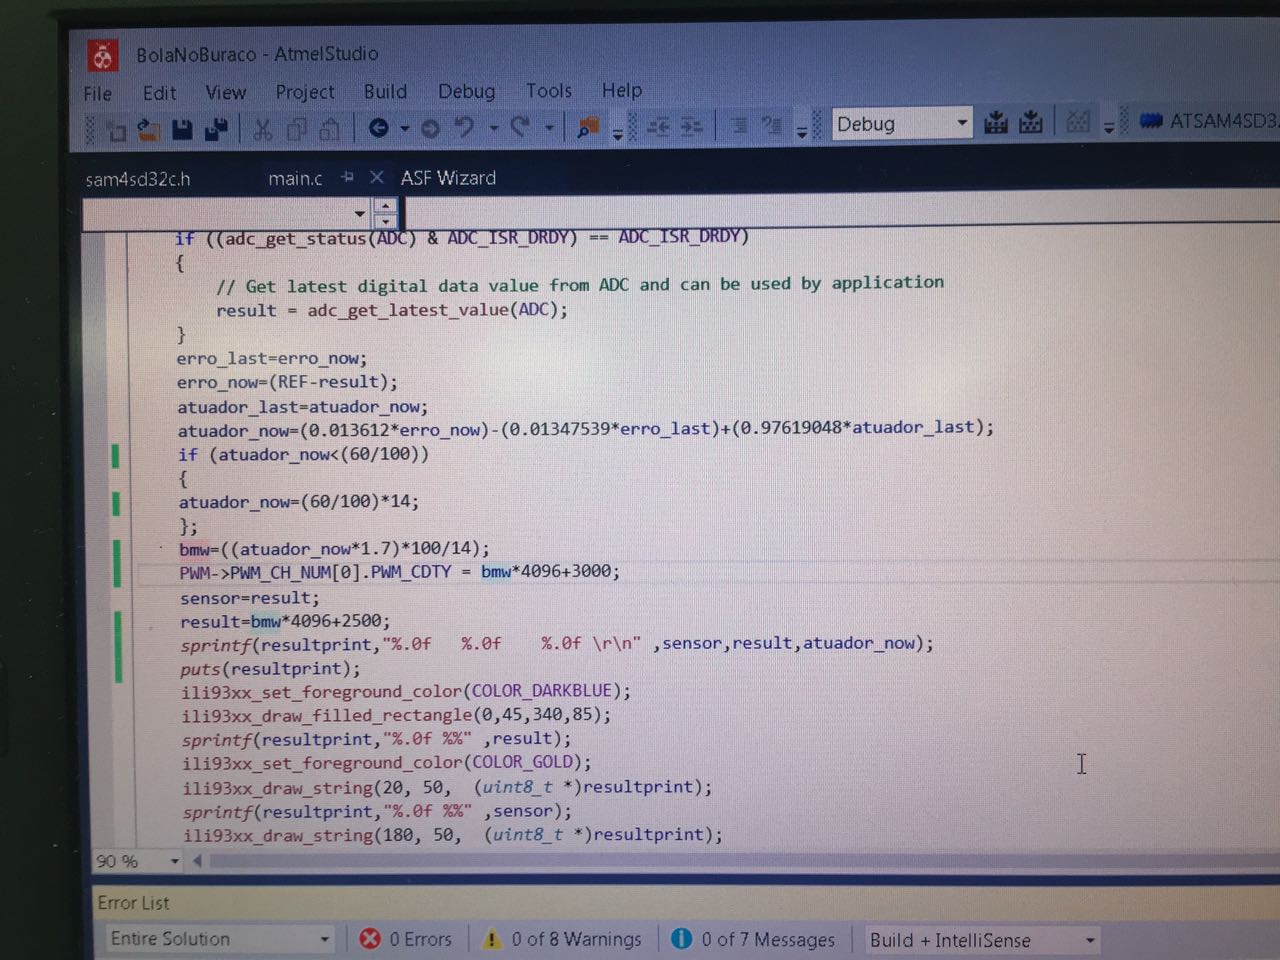 BolaNoBuraco - AtmelStudio
File Edit View Project Build Debug Tools Help
Debug ATSAM4SD3
sam4sd32c.h main.c ASF Wizard
if ((adc_get_status(ADC) & ADC_ISR_DRDY) == ADC_ISR_DRDY)
{
// Get latest digital data value from ADC and can be used by application
result = adc_get_latest_value(ADC);
}
erro_last=erro_now;
erro_now=(REF-result);
atuador_last=atuador_now;
atuador_now=(0.013612*erro_now)-(0.01347539*erro_last)+(0.97619048*atuador_last);
if (atuador_now<(60/100))
{
atuador_now=(60/100)*14;
};
bmw=((atuador_now*1.7)*100/14);
PWM->PWM_CH_NUM[0].PWM_CDTY = bmw*4096+3000;
sensor=result;
result=bmw*4096+2500;
sprintf(resultprint,"%.0f   %.0f    %.0f \r\n" ,sensor,result,atuador_now);
puts(resultprint);
ili93xx_set_foreground_color(COLOR_DARKBLUE);
ili93xx_draw_filled_rectangle(0,45,340,85);
sprintf(resultprint,"%.0f %%" ,result);
ili93xx_set_foreground_color(COLOR_GOLD);
ili93xx_draw_string(20, 50,  (uint8_t *)resultprint);
sprintf(resultprint,"%.0f %%" ,sensor);
ili93xx_draw_string(180, 50,  (uint8_t *)resultprint);
90 %
Error List
Entire Solution 0 Errors 0 of 8 Warnings 0 of 7 Messages Build + IntelliSense